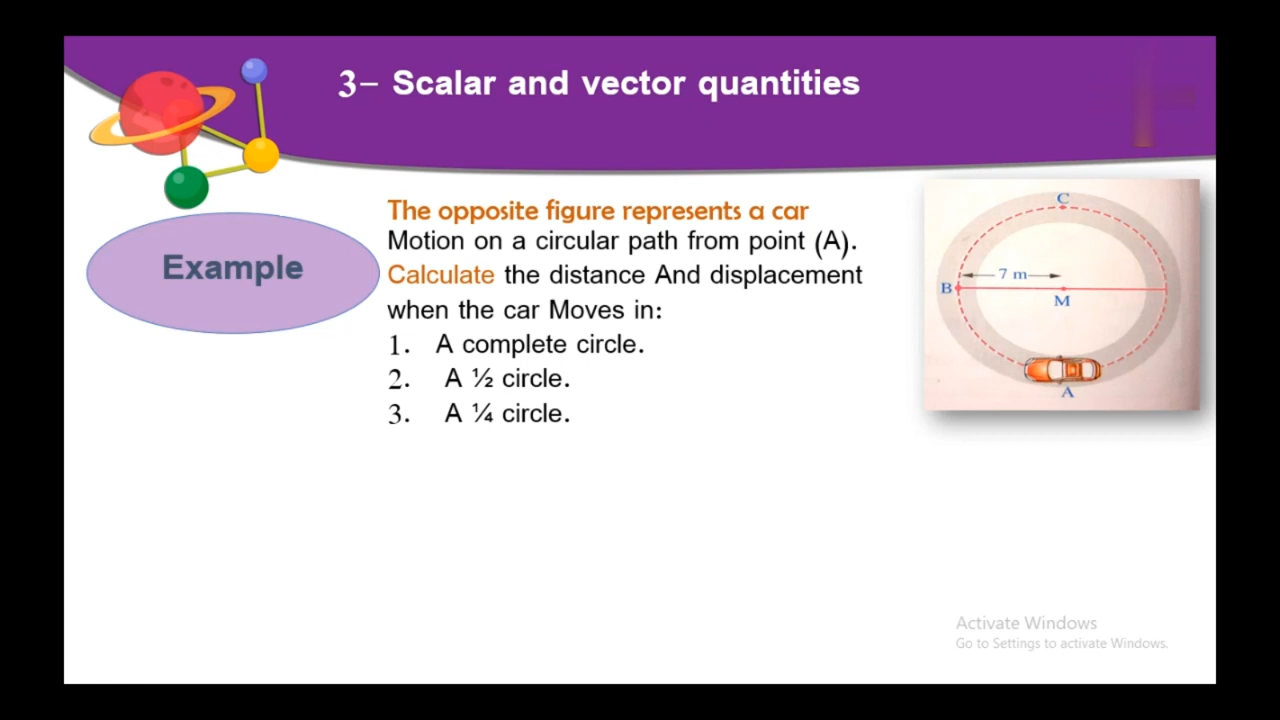 3- Scalar and vector quantities
Example
The opposite figure represents a car
Motion on a circular path from point (A).
Calculate the distance And displacement
when the car Moves in:
1. A complete circle.
2. A ½ circle.
3. A ¼ circle.
C
7 m
B
M
A
Activate Windows
Go to Settings to activate Windows.